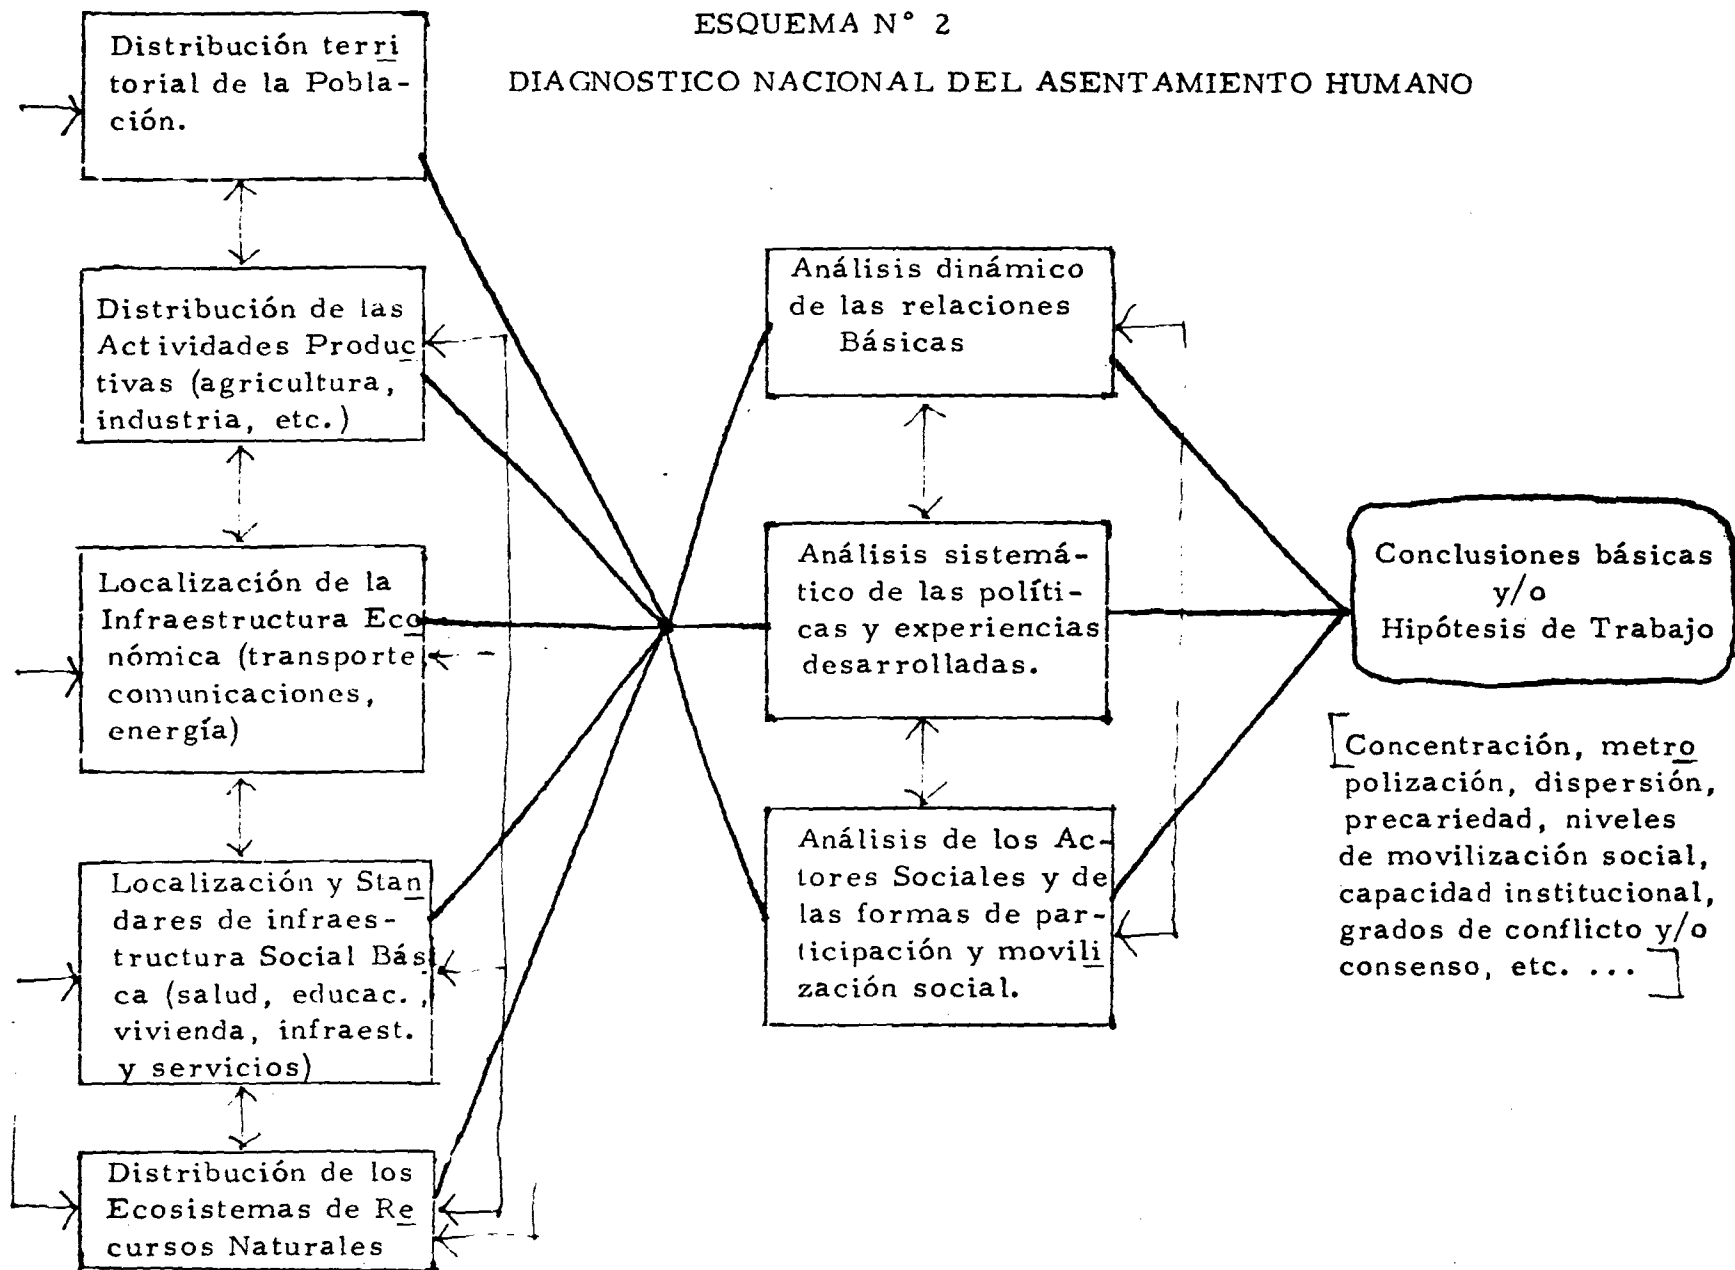 ESQUEMA N° 2
DIAGNOSTICO NACIONAL DEL ASENTAMIENTO HUMANO
Distribución terri
torial de la Pobla-
ción.
Distribución de las
Actividades Produc
tivas (agricultura,
industria, etc.)
Localización de la
Infraestructura Eco
nómica (transporte
comunicaciones,
energía)
Localización y Stan
dares de infraes-
tructura Social Bási
ca (salud, educac.,
vivienda, infraest.
y servicios)
Distribución de los
Ecosistemas de Re
cursos Naturales
Análisis dinámico
de las relaciones
Básicas
Análisis sistemá-
tico de las políti-
cas y experiencias
desarrolladas.
Análisis de los Ac-
tores Sociales y de
las formas de par-
ticipación y movili
zación social.
Conclusiones básicas
y/o
Hipótesis de Trabajo
[Concentración, metro
polización, dispersión,
precariedad, niveles
de movilización social,
capacidad institucional,
grados de conflicto y/o
consenso, etc. ...]